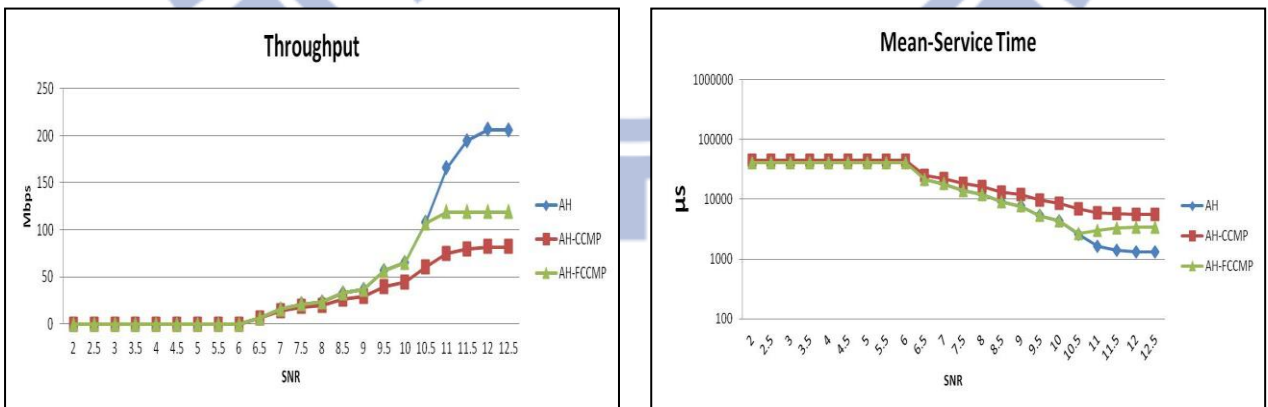 Throughput
250
200
150
100
50
0
Mbps
2 2.5 3 3.5 4 4.5 5 5.5 6 6.5 7 7.5 8 8.5 9 9.5 10 10.5 11 11.5 12 12.5
SNR
AH
AH-CCMP
AH-FCCMP
Mean-Service Time
1000000
100000
10000
1000
100
µs
2 2.5 3 3.5 4 4.5 5 5.5 6 6.5 7 7.5 8 8.5 9 9.5 10 10.5 11 11.5 12 12.5
SNR
AH
AH-CCMP
AH-FCCMP